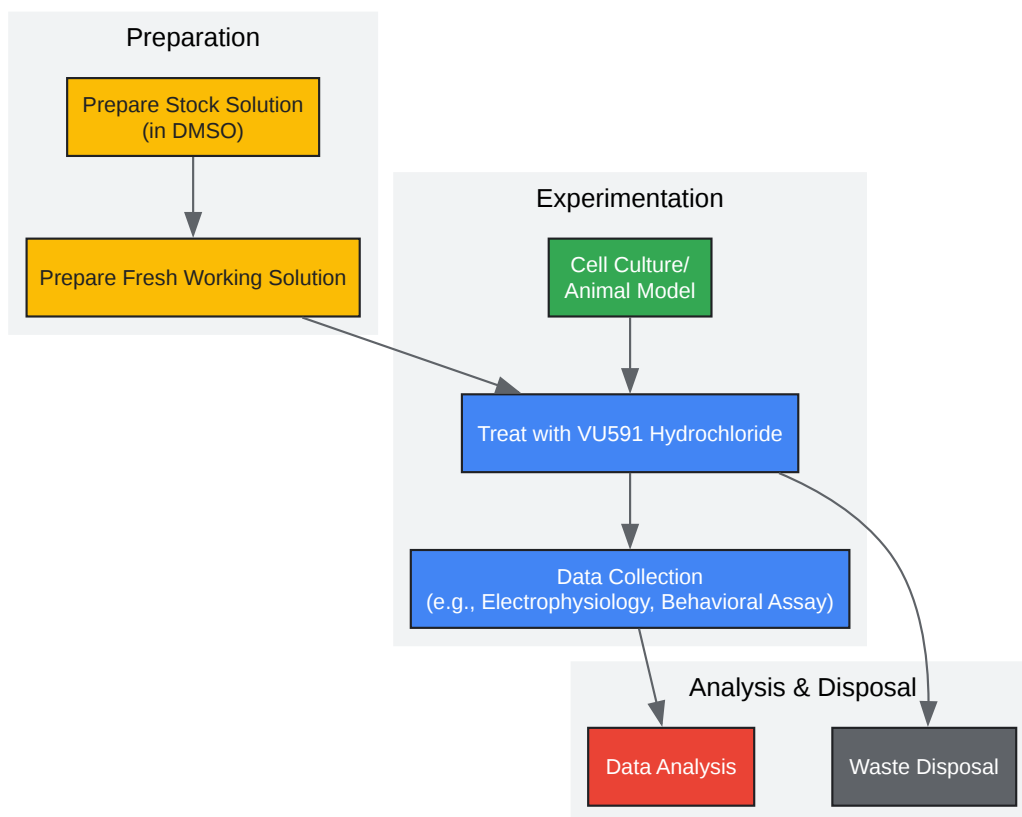 Preparation
Prepare Stock Solution
(in DMSO)
Prepare Fresh Working Solution
Experimentation
Cell Culture/
Animal Model
Treat with VU591 Hydrochloride
Data Collection
(e.g., Electrophysiology, Behavioral Assay)
Analysis & Disposal
Data Analysis
Waste Disposal